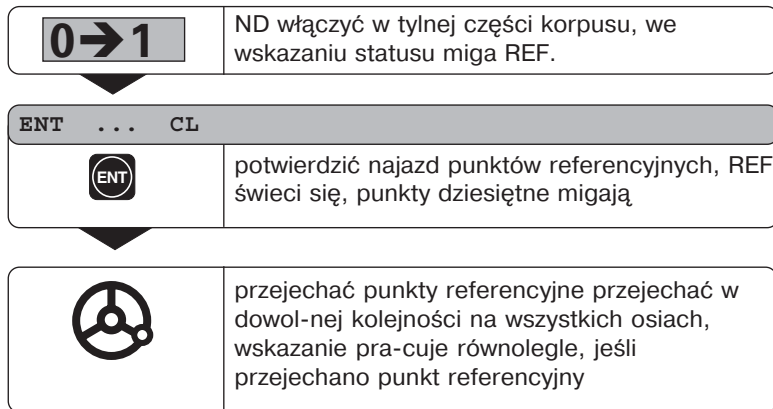 0➔1
ND włączyć w tylnej części korpusu, we
wskazaniu statusu miga REF.
ENT ... CL
ENT
potwierdzić najazd punktów referencyjnych, REF
świeci się, punkty dziesiętne migają
przejechać punkty referencyjne przejechać w
dowol-nej kolejności na wszystkich osiach,
wskazanie pra-cuje równolegle, jeśli
przejechano punkt referencyjny